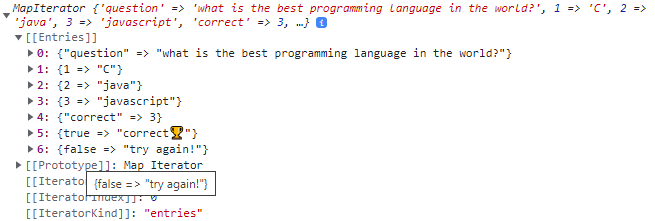 MapIterator {'question' => 'what is the best programming language in the world?', 1 => 'C', 2 =>
'java', 3 => 'javascript', 'correct' => 3, …} i
[[Entries]]
0: {"question" => "what is the best programming language in the world?"}
1: {1 => "C"}
2: {2 => "java"}
3: {3 => "javascript"}
4: {"correct" => 3}
5: {true => "correct🏆"}
6: {false => "try again!"}
[[Prototype]]: Map Iterator
[[Iterato
{false => "try again!"}
[[IteratorIndex]]: 0
[[IteratorKind]]: "entries"